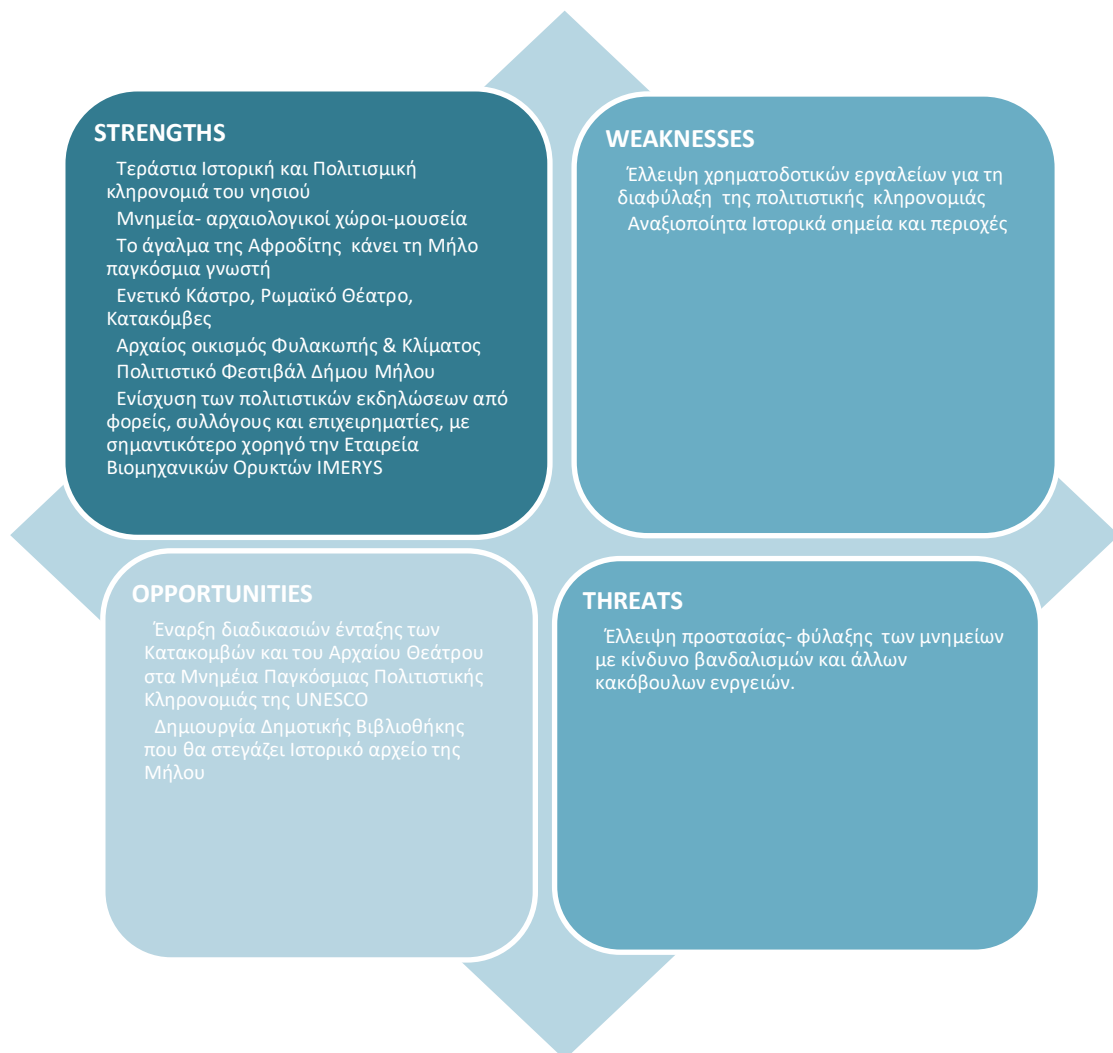 STRENGTHS
Τεράστια Ιστορική και Πολιτισμική
κληρονομιά του νησιού
Μνημεία- αρχαιολογικοί χώροι-μουσεία
Το άγαλμα της Αφροδίτης κάνει τη Μήλο
παγκόσμια γνωστή
Ενετικό Κάστρο, Ρωμαϊκό Θέατρο,
Κατακόμβες
Αρχαίος οικισμός Φυλακωπής & Κλίματος
Πολιτιστικό Φεστιβάλ Δήμου Μήλου
Ενίσχυση των πολιτιστικών εκδηλώσεων από
φορείς, συλλόγους και επιχειρηματίες, με
σημαντικότερο χορηγό την Εταιρεία
Βιομηχανικών Ορυκτών IMERYS
WEAKNESSES
Έλλειψη χρηματοδοτικών εργαλείων για τη
διαφύλαξη της πολιτιστικής κληρονομιάς
Αναξιοποίητα Ιστορικά σημεία και περιοχές
OPPORTUNITIES
Έναρξη διαδικασιών ένταξης των
Κατακομβών και του Αρχαίου Θεάτρου
στα Μνημέια Παγκόσμιας Πολιτιστικής
Κληρονομιάς της UNESCO
Δημιουργία Δημοτικής Βιβλιοθήκης
που θα στεγάζει Ιστορικό αρχείο της
Μήλου
THREATS
Έλλειψη προστασίας- φύλαξης των μνημείων
με κίνδυνο βανδαλισμών και άλλων
κακόβουλων ενργειών.